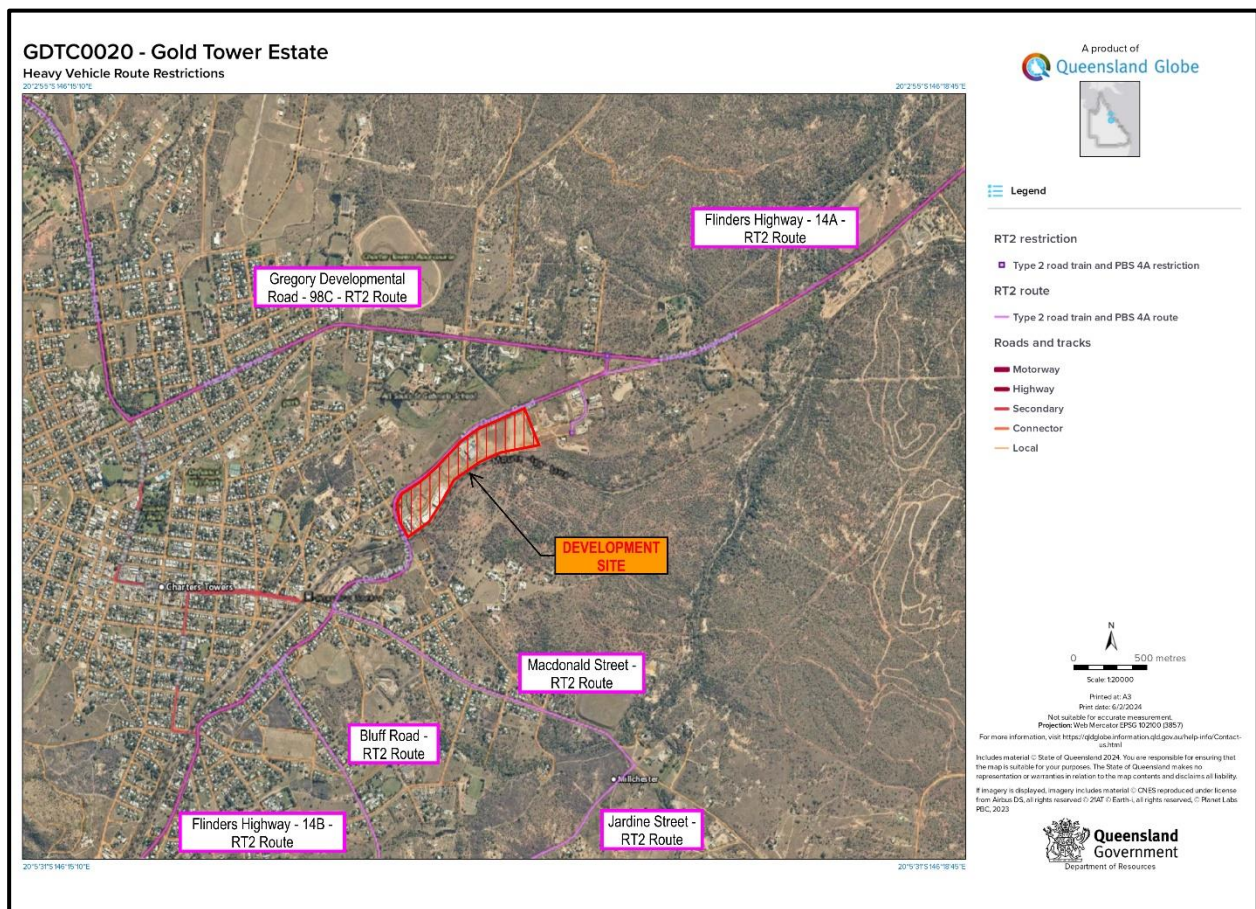 GDTC0020 - Gold Tower Estate
Heavy Vehicle Route Restrictions
20°2'55"S 146°15'10"E
20°2'55"S 146°18'45"E
A product of
Queensland Globe
Legend
RT2 restriction
Type 2 road train and PBS 4A restriction
RT2 route
Type 2 road train and PBS 4A route
Roads and tracks
Motorway
Highway
Secondary
Connector
Local
Flinders Highway - 14A -
RT2 Route
Gregory Developmental
Road - 98C - RT2 Route
Flinders Highway
DEVELOPMENT
SITE
Charters Towers
Macdonald Street -
RT2 Route
Bluff Road -
RT2 Route
Millchester
Flinders Highway - 14B -
RT2 Route
Jardine Street -
RT2 Route
20°5'31"S 146°15'10"E
20°5'31"S 146°18'45"E
N
0 500 metres
Scale: 1:20000
Printed at: A3
Print date: 6/2/2024
Not suitable for accurate measurement.
Projection: Web Mercator EPSG 102100 (3857)
For more information, visit https://qldglobe.information.qld.gov.au/help-info/Contact-
us.html
Includes material © State of Queensland 2024. You are responsible for ensuring that
the map is suitable for your purposes. The State of Queensland makes no
representation or warranties in relation to the map contents and disclaims all liability.
If imagery is displayed, imagery includes material © CNES reproduced under license
from Airbus DS, all rights reserved © 21AT © Earth-i, all rights reserved, © Planet Labs
PBC, 2023
Queensland
Government
Department of Resources